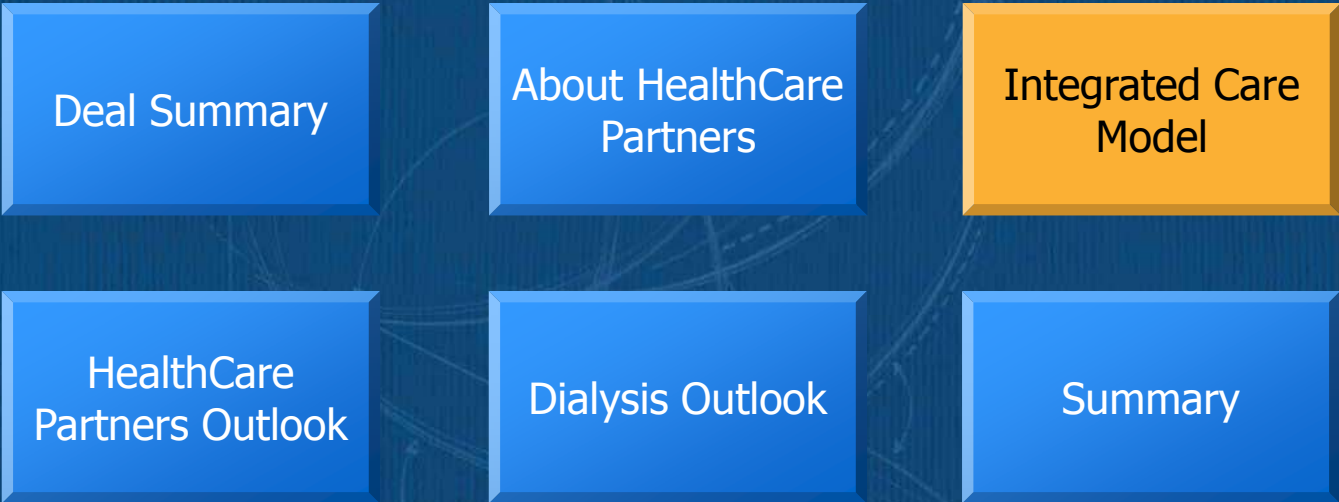 Deal Summary
About HealthCare
Partners
Integrated Care
Model
HealthCare
Partners Outlook
Dialysis Outlook
Summary